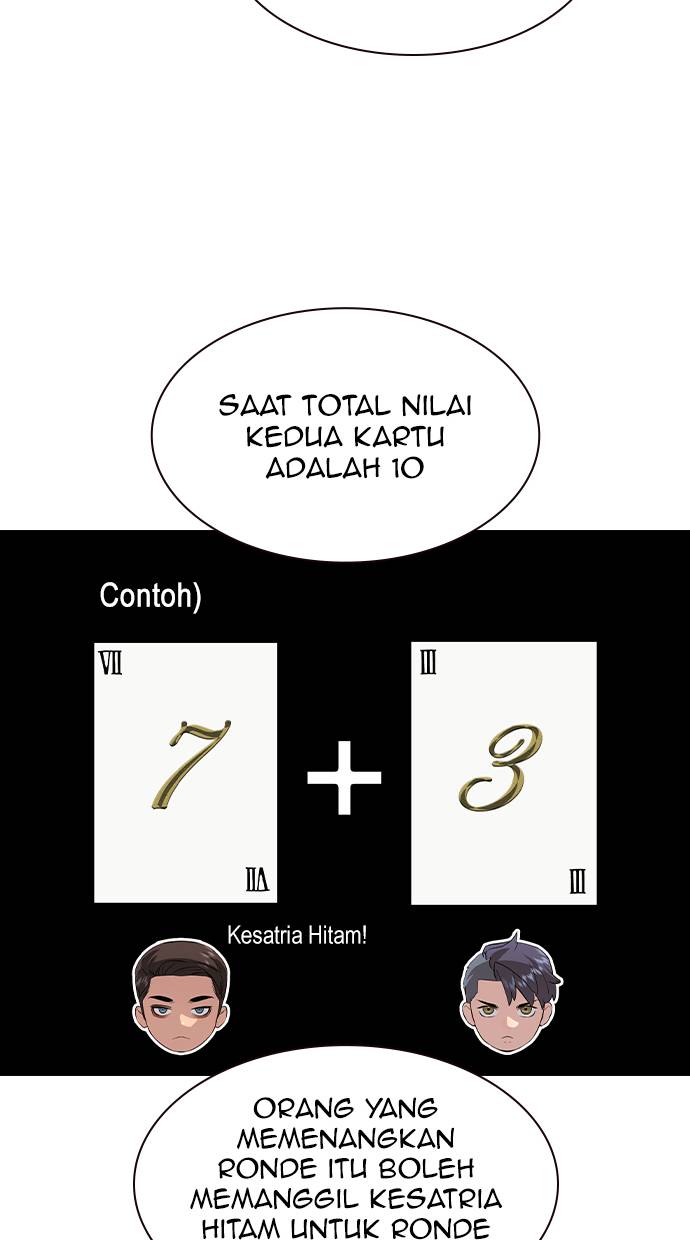 SAAT TOTAL NILAI
KEDUA KARTU
ADALAH 10
Contoh)
VII
III
7
+
3
VII
III
Kesatria Hitam!
ORANG YANG
MEMENANGKAN
RONDE ITU BOLEH
MEMANGGIL KESATRIA
HITAM UNTUK RONDE